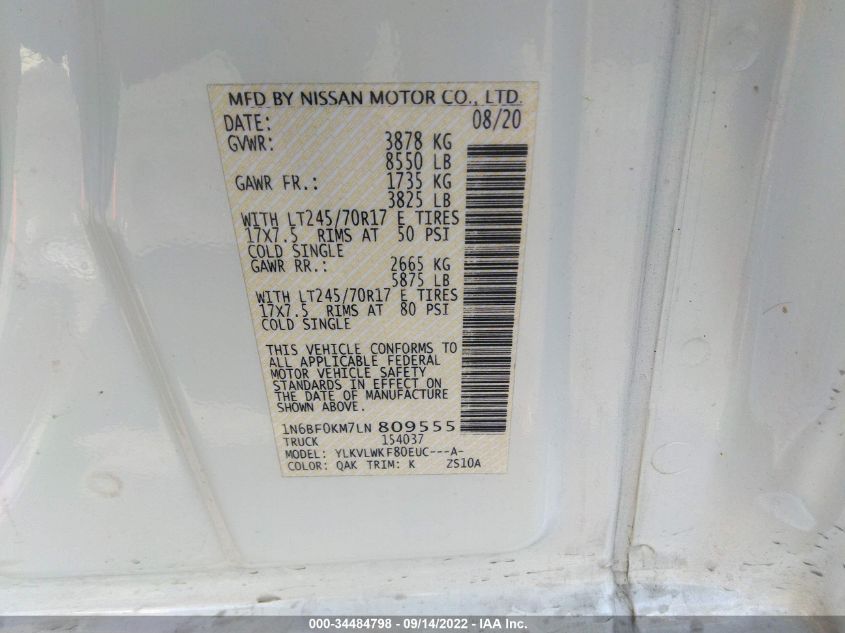 MFD BY NISSAN MOTOR CO., LTD.
DATE: 08/20
GVWR: 3878 KG
8550 LB
GAWR FR.: 1735 KG
3825 LB
WITH LT245/70R17 E TIRES
17X7.5 RIMS AT 50 PSI
COLD SINGLE
GAWR RR.: 2665 KG
5875 LB
WITH LT245/70R17 E TIRES
17X7.5 RIMS AT 80 PSI
COLD SINGLE
THIS VEHICLE CONFORMS TO
ALL APPLICABLE FEDERAL
MOTOR VEHICLE SAFETY
STANDARDS IN EFFECT ON
THE DATE OF MANUFACTURE
SHOWN ABOVE.
1N6BF0KM7LN 809555
TRUCK 154037
MODEL: YLKVLWKF80EUC---A-
COLOR: QAK TRIM: K ZS10A
000-34484798 - 09/14/2022 - IAA Inc.